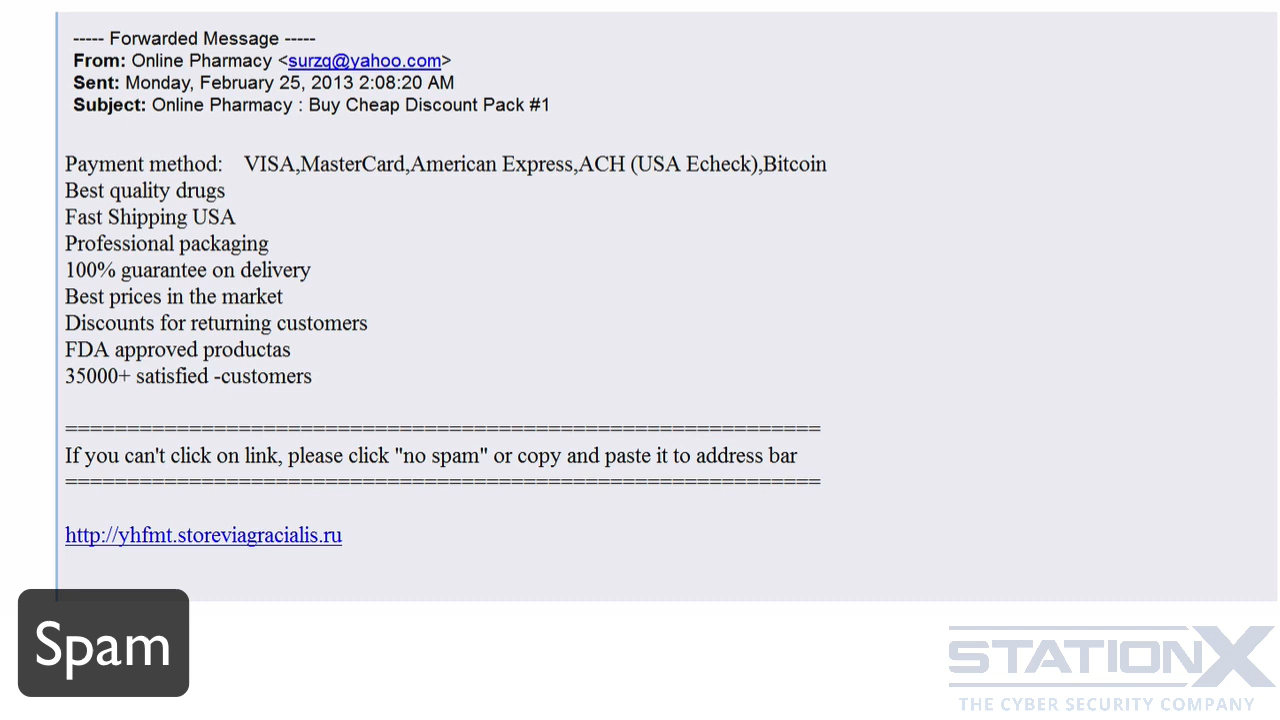 ----- Forwarded Message -----
From: Online Pharmacy <surzq@yahoo.com>
Sent: Monday, February 25, 2013 2:08:20 AM
Subject: Online Pharmacy : Buy Cheap Discount Pack #1
Payment method: VISA,MasterCard,American Express,ACH (USA Echeck),Bitcoin
Best quality drugs
Fast Shipping USA
Professional packaging
100% guarantee on delivery
Best prices in the market
Discounts for returning customers
FDA approved productas
35000+ satisfied -customers
=============================================================
If you can't click on link, please click "no spam" or copy and paste it to address bar
=============================================================
http://yhfmt.storeviagracialis.ru
Spam
STATIONX
THE CYBER SECURITY COMPANY